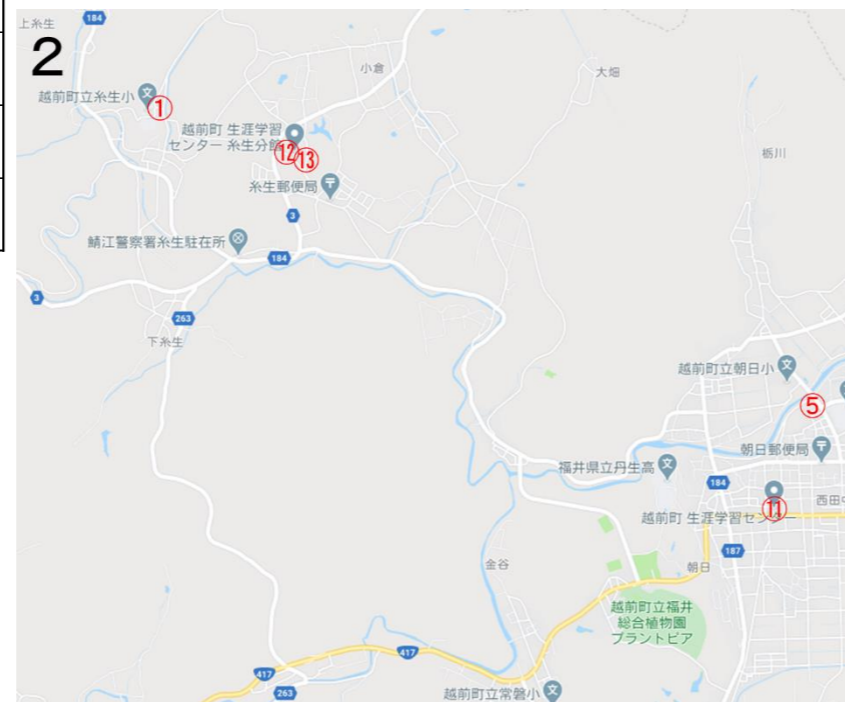 上糸生
184
2
小倉
大畑
越前町立糸生小
①
越前町 生涯学習
センター 糸生分館
⑫
⑬
栃川
糸生郵便局
3
鯖江警察署糸生駐在所
184
3
263
下糸生
越前町立朝日小
⑤
朝日郵便局
福井県立丹生高
184
西田中
越前町 生涯学習センター
⑪
187
金谷
朝日
越前町立福井
総合植物園
プラントピア
417
417
263
越前町立常磐小